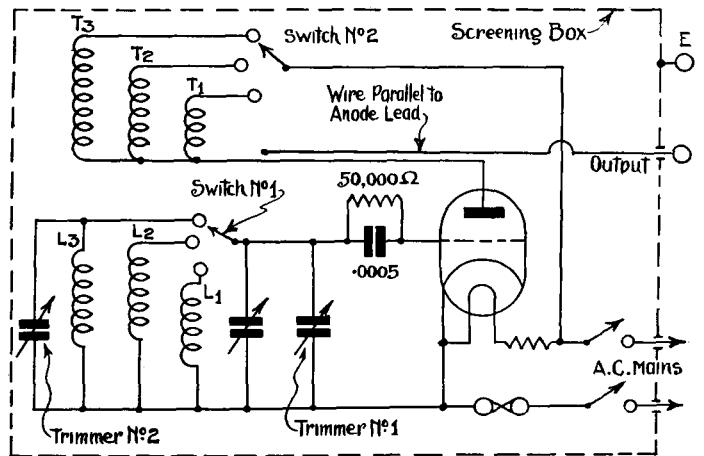 T3
Switch Nº2
Screening Box
E
T2
T1
Wire Parallel to
Anode Lead
Output
Switch Nº1
50,000Ω
.0005
L3
L2
L1
A.C. Mains
Trimmer Nº2
Trimmer Nº1